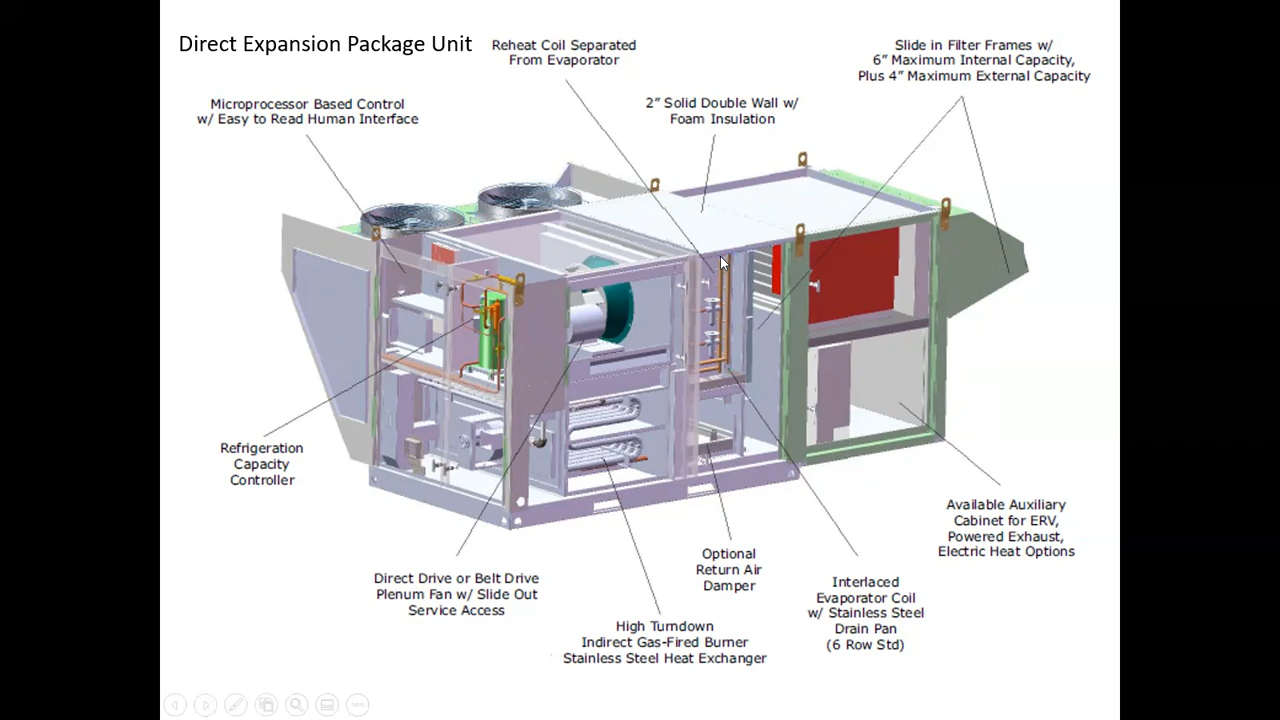 Direct Expansion Package Unit
Reheat Coil Separated
From Evaporator
Slide in Filter Frames w/
6” Maximum Internal Capacity,
Plus 4” Maximum External Capacity
Microprocessor Based Control
w/ Easy to Read Human Interface
2” Solid Double Wall w/
Foam Insulation
Refrigeration
Capacity
Controller
Available Auxiliary
Cabinet for ERV,
Powered Exhaust,
Electric Heat Options
Direct Drive or Belt Drive
Plenum Fan w/ Slide Out
Service Access
Optional
Return Air
Damper
Interlaced
Evaporator Coil
w/ Stainless Steel
Drain Pan
(6 Row Std)
High Turndown
Indirect Gas-Fired Burner
Stainless Steel Heat Exchanger